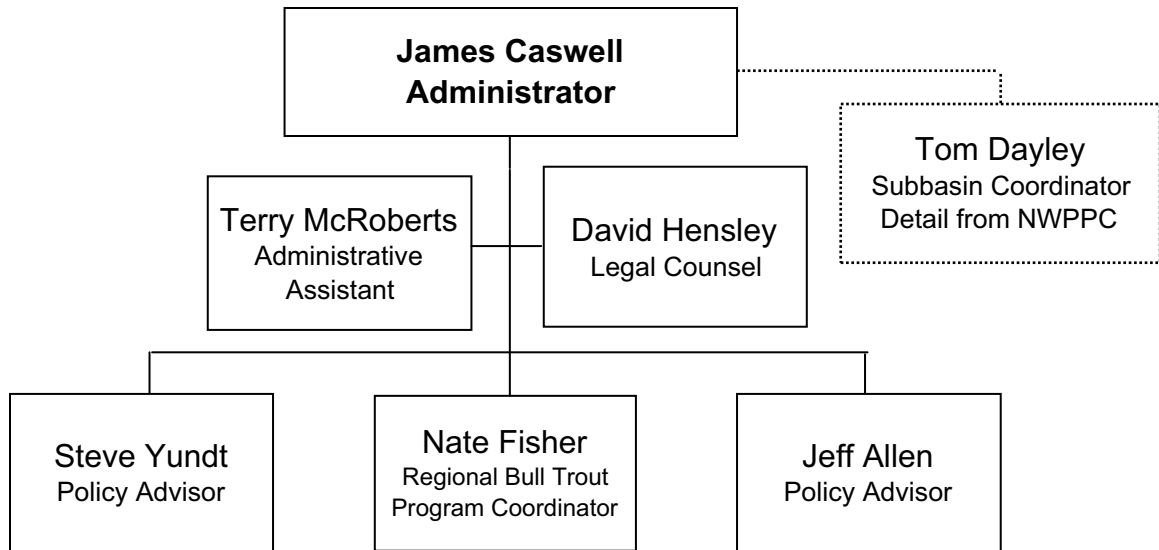 James Caswell
Administrator
Tom Dayley
Subbasin Coordinator
Detail from NWPPC
Terry McRoberts
Administrative
Assistant
David Hensley
Legal Counsel
Steve Yundt
Policy Advisor
Nate Fisher
Regional Bull Trout
Program Coordinator
Jeff Allen
Policy Advisor